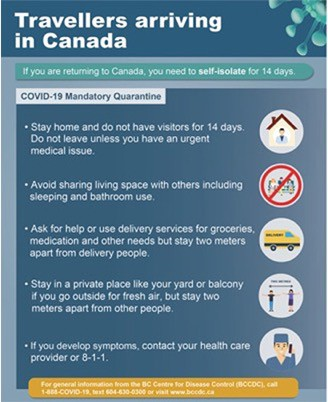 Travellers arriving
in Canada
If you are returning to Canada, you need to self-isolate for 14 days.
COVID-19 Mandatory Quarantine
• Stay home and do not have visitors for 14 days.
Do not leave unless you have an urgent
medical issue.
• Avoid sharing living space with others including
sleeping and bathroom use.
• Ask for help or use delivery services for groceries,
medication and other needs but stay two meters
apart from delivery people.
DELIVERY
• Stay in a private place like your yard or balcony
if you go outside for fresh air, but stay two
meters apart from other people.
TWO METRES
• If you develop symptoms, contact your health care
provider or 8-1-1.
For general information from the BC Centre for Disease Control (BCCDC), call
1-888-COVID-19, text 604-630-0300 or visit www.bccdc.ca